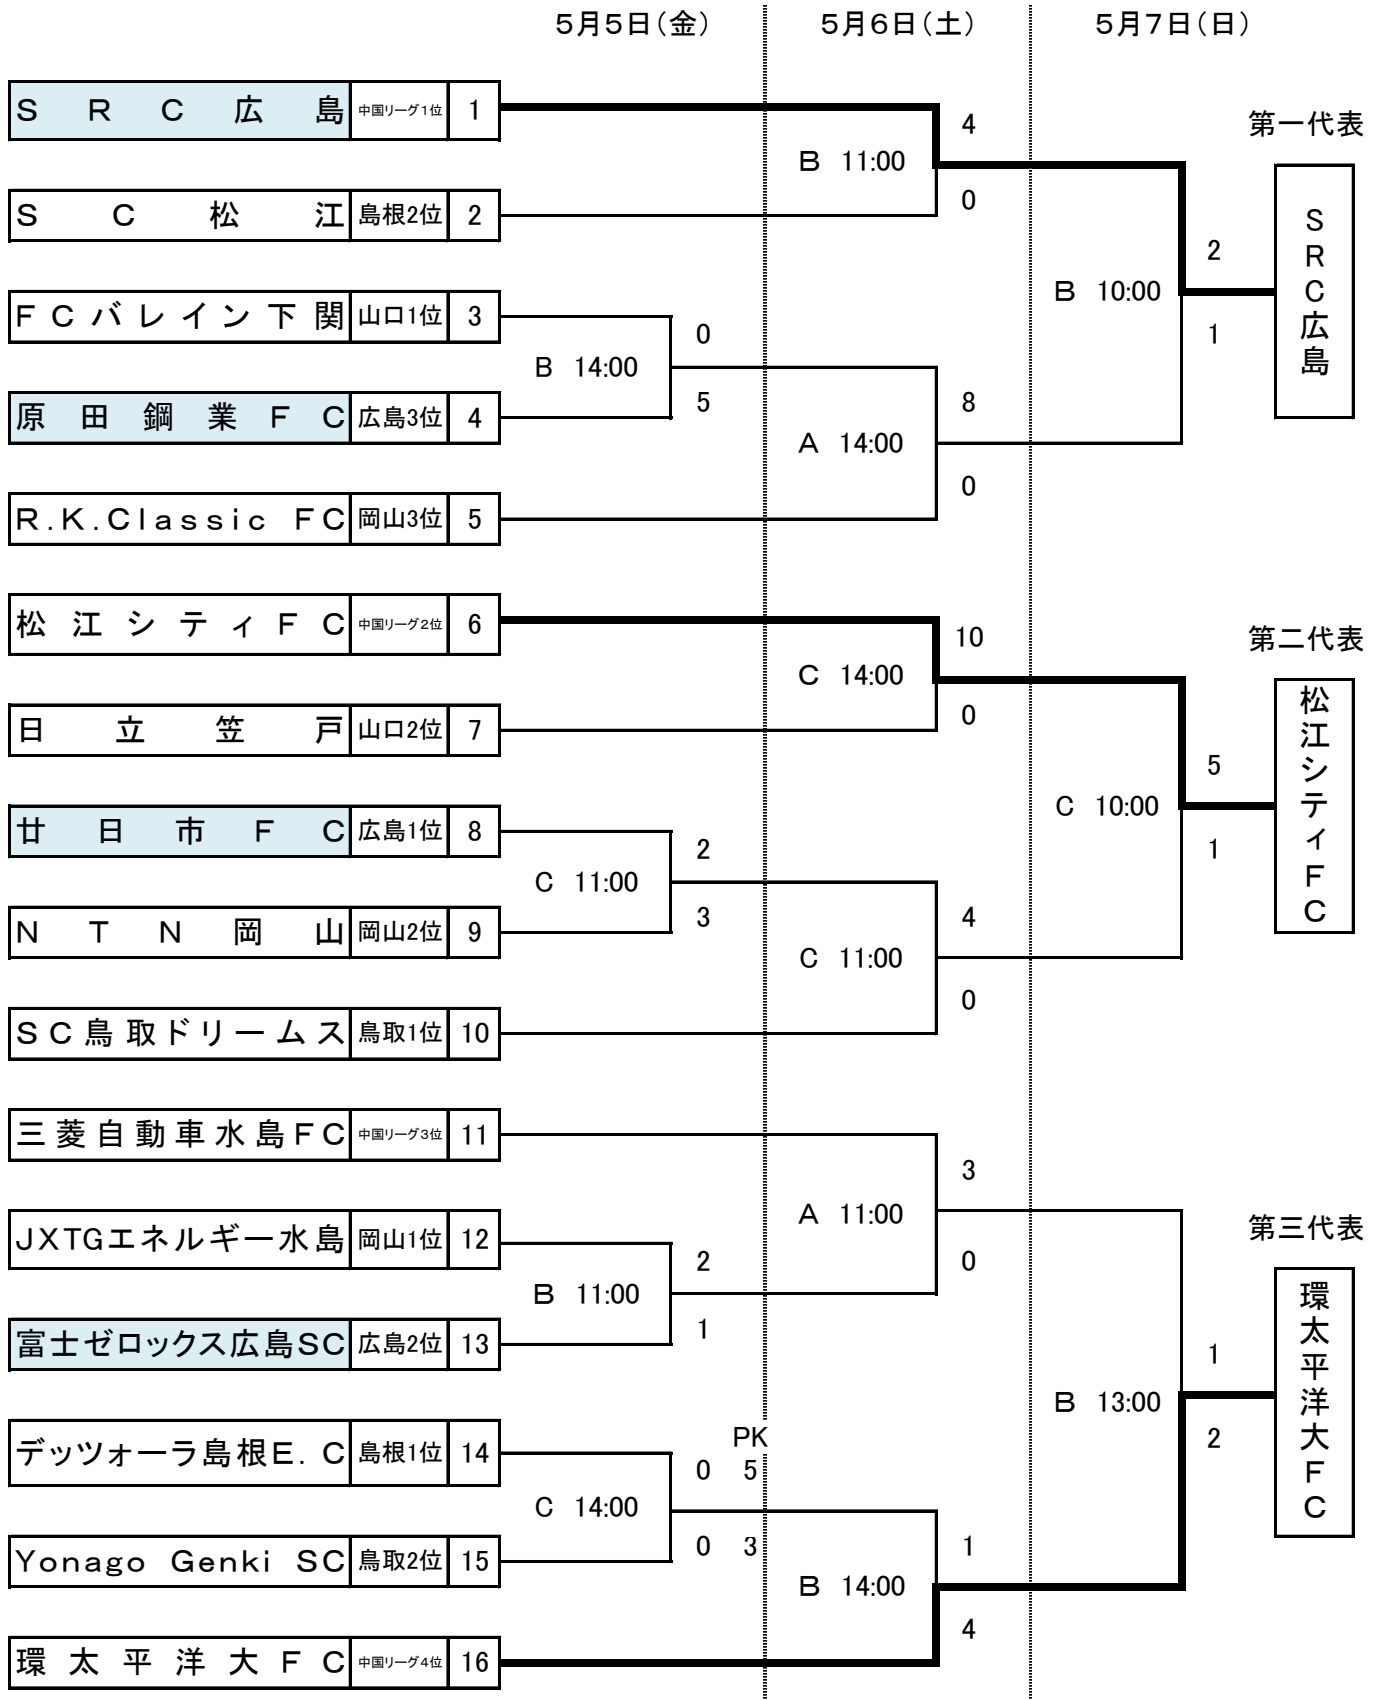 5月5日(金) 5月6日(土) 5月7日(日)
SRC広島 中国リーグ1位 1
4
第一代表
B 11:00
SC松江 島根2位 2
0
SRC広島
2
B 10:00
FCバレイン下関 山口1位 3
0
1
B 14:00
原田鋼業FC 広島3位 4
5
8
A 14:00
0
R.K.Classic FC 岡山3位 5
松江シティFC 中国リーグ2位 6
10
第二代表
C 14:00
日立笠戸 山口2位 7
0
松江シティFC
5
C 10:00
廿日市FC 広島1位 8
2
1
C 11:00
NTN岡山 岡山2位 9
3
4
C 11:00
0
SC鳥取ドリームス 鳥取1位 10
三菱自動車水島FC 中国リーグ3位 11
3
A 11:00
第三代表
JXTGエネルギー水島 岡山1位 12
2
0
B 11:00
環太平洋大FC
富士ゼロックス広島SC 広島2位 13
1
1
B 13:00
PK
2
デッツォーラ島根E.C 島根1位 14
0 5
C 14:00
0 3
1
Yonago Genki SC 鳥取2位 15
B 14:00
4
環太平洋大FC 中国リーグ4位 16